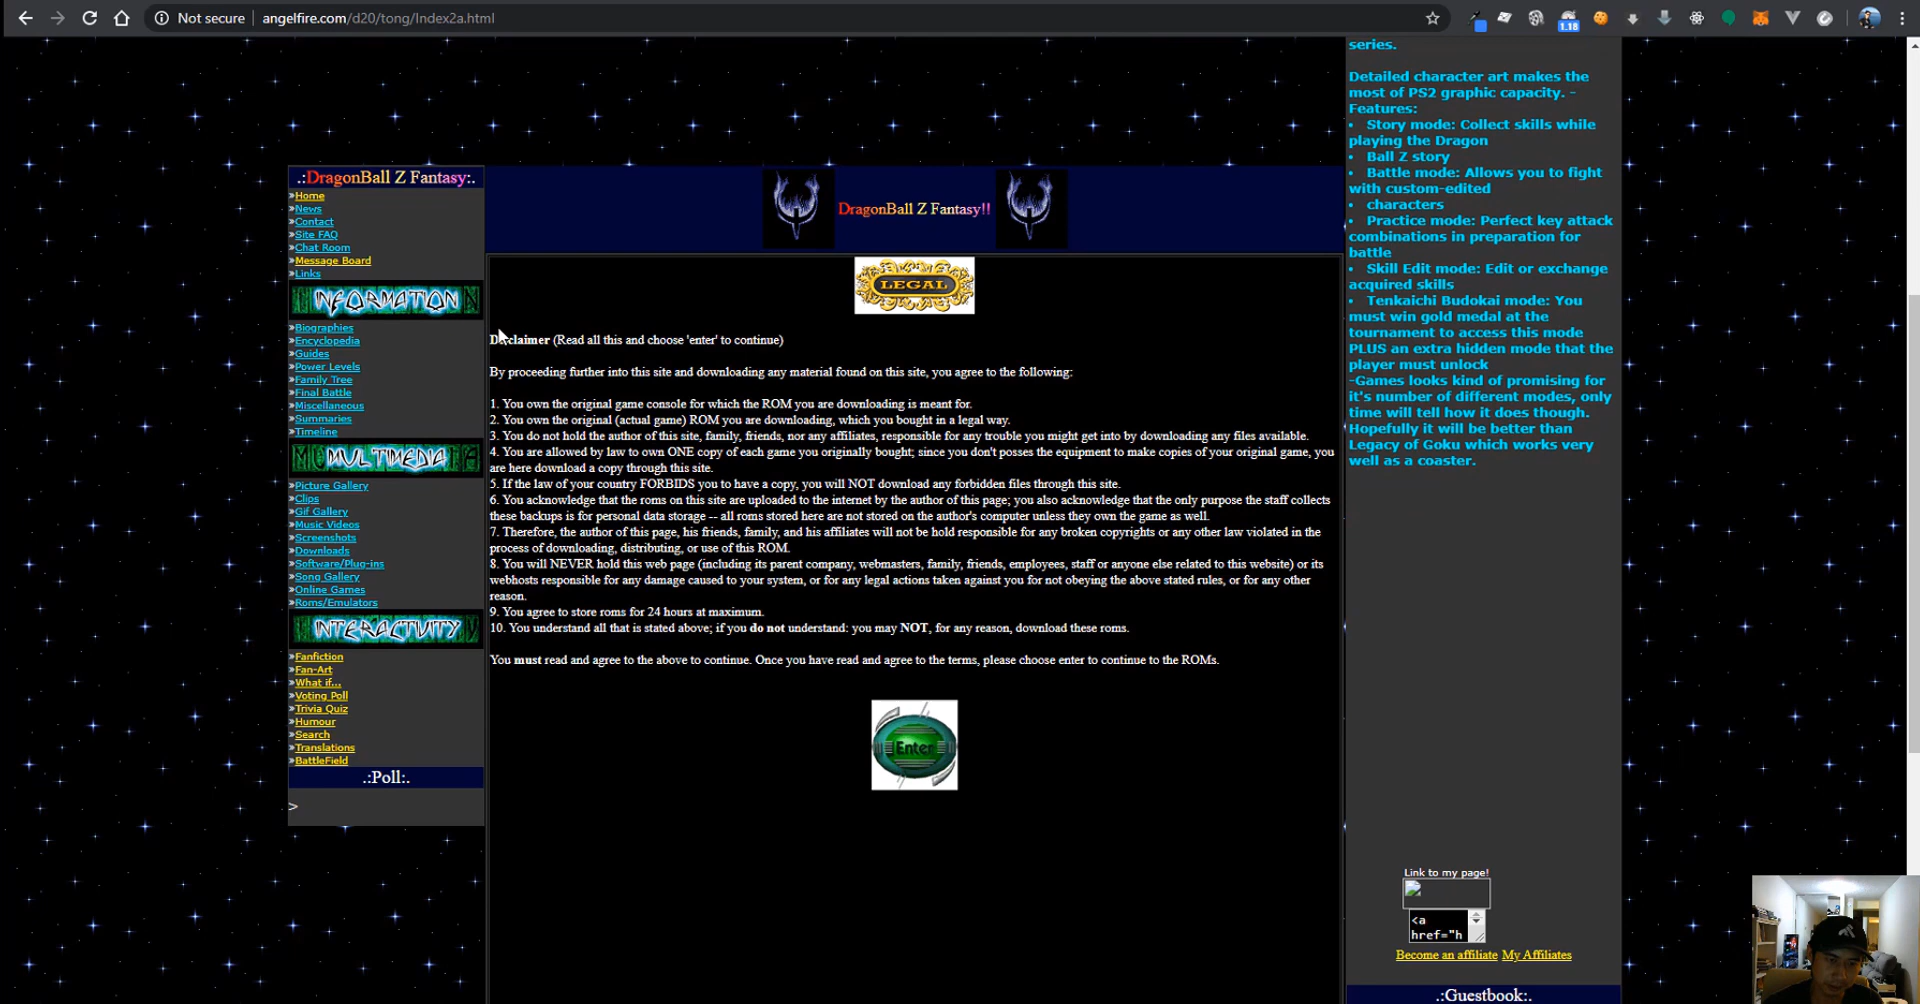 Not secure
angelfire.com/d20/tong/Index2a.html
1.18
.:DragonBall Z Fantasy:.
»Home
»News
»Contact
»Site FAQ
»Chat Room
»Message Board
»Links
INFORMATION
»Biographies
»Encyclopedia
»Guides
»Power Levels
»Family Tree
»Final Battle
»Miscellaneous
»Summaries
»Timeline
MULTIMEDIA
»Picture Gallery
»Clips
»Gif Gallery
»Music Videos
»Screenshots
»Downloads
»Software/Plug-ins
»Song Gallery
»Online Games
»Roms/Emulators
INTERACTIVITY
»Fanfiction
»Fan-Art
»What if...
»Voting Poll
»Trivia Quiz
»Humour
»Search
»Translations
»BattleField
.:Poll:.
>
DragonBall Z Fantasy!!
LEGAL
Disclaimer (Read all this and choose 'enter' to continue)
By proceeding further into this site and downloading any material found on this site, you agree to the following:
1. You own the original game console for which the ROM you are downloading is meant for.
2. You own the original (actual game) ROM you are downloading, which you bought in a legal way.
3. You do not hold the author of this site, family, friends, nor any affiliates, responsible for any trouble you might get into by downloading any files available.
4. You are allowed by law to own ONE copy of each game you originally bought; since you don't posses the equipment to make copies of your original game, you
are here download a copy through this site.
5. If the law of your country FORBIDS you to have a copy, you will NOT download any forbidden files through this site.
6. You acknowledge that the roms on this site are uploaded to the internet by the author of this page; you also acknowledge that the only purpose the staff collects
these backups is for personal data storage -- all roms stored here are not stored on the author's computer unless they own the game as well.
7. Therefore, the author of this page, his friends, family, and his affiliates will not be hold responsible for any broken copyrights or any other law violated in the
process of downloading, distributing, or use of this ROM.
8. You will NEVER hold this web page (including its parent company, webmasters, family, friends, employees, staff or anyone else related to this website) or its
webhosts responsible for any damage caused to your system, or for any legal actions taken against you for not obeying the above stated rules, or for any other
reason.
9. You agree to store roms for 24 hours at maximum.
10. You understand all that is stated above; if you do not understand: you may NOT, for any reason, download these roms.
You must read and agree to the above to continue. Once you have read and agree to the terms, please choose enter to continue to the ROMs.
Enter
series.
Detailed character art makes the
most of PS2 graphic capacity. -
Features:
• Story mode: Collect skills while
playing the Dragon
• Ball Z story
• Battle mode: Allows you to fight
with custom-edited
• characters
• Practice mode: Perfect key attack
combinations in preparation for
battle
• Skill Edit mode: Edit or exchange
acquired skills
• Tenkaichi Budokai mode: You
must win gold medal at the
tournament to access this mode
PLUS an extra hidden mode that the
player must unlock
-Games looks kind of promising for
it's number of different modes, only
time will tell how it does though.
Hopefully it will be better than
Legacy of Goku which works very
well as a coaster.
Link to my page!
<a
href="h
Become an affiliate My Affiliates
.:Guestbook:.